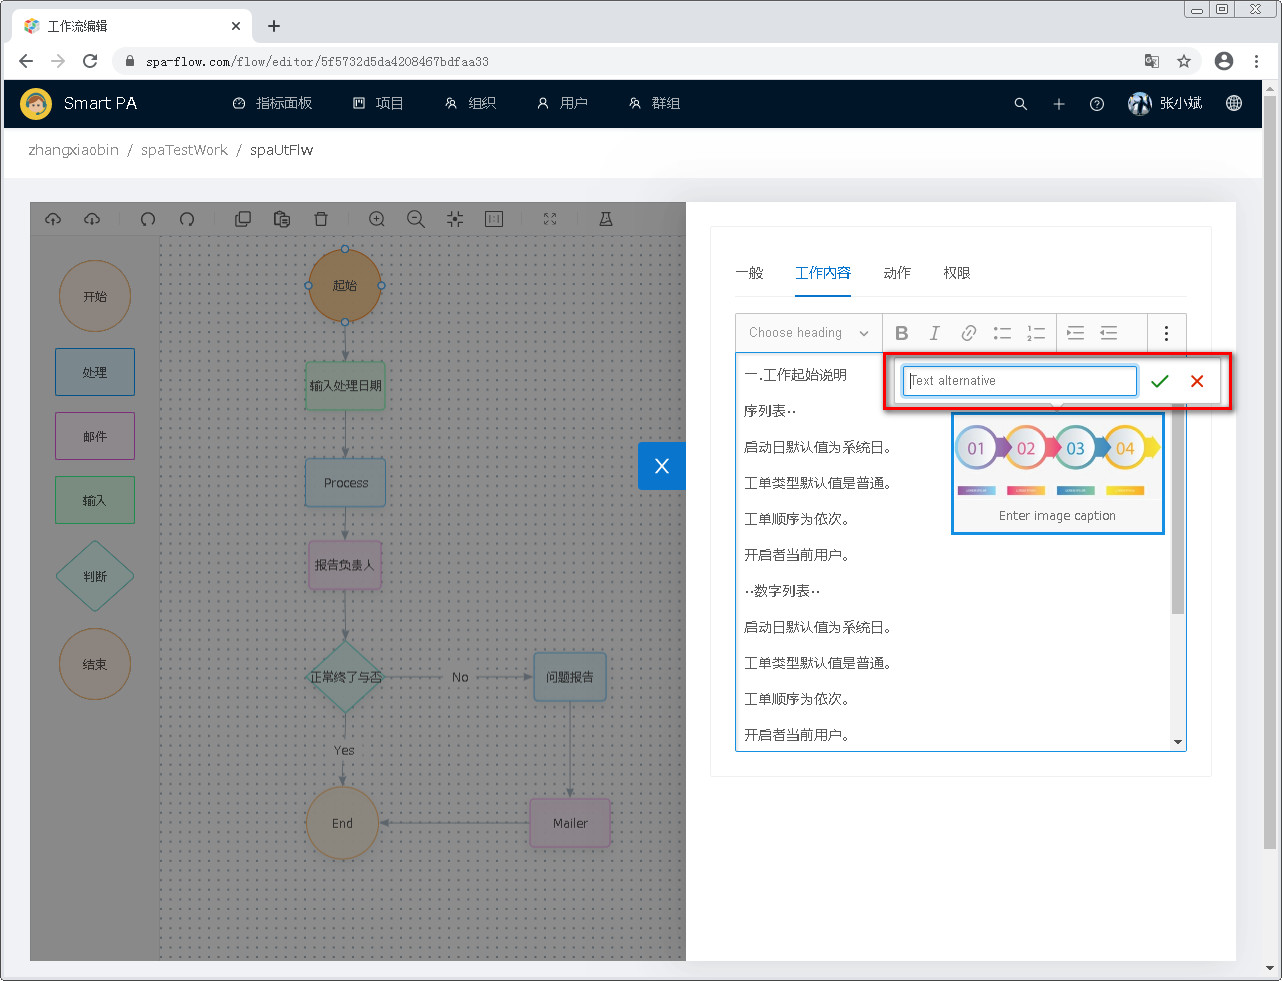 工作流编辑
spa-flow.com/flow/editor/5f5732d5da4208467bdfaa33
Smart PA
指标面板
项目
组织
用户
群组
张小斌
zhangxiaobin / spaTestWork / spaUtFlw
开始
处理
邮件
输入
判断
结束
起始
输入处理日期
Process
报告负责人
正常终了与否
No
问题报告
Yes
End
Mailer
X
一般
工作内容
动作
权限
Choose heading
B
I
Text alternative
一.工作起始说明
序列表··
启动日默认值为系统日。
工单类型默认值是普通。
工单顺序为依次。
开启者当前用户。
··数字列表··
启动日默认值为系统日。
工单类型默认值是普通。
工单顺序为依次。
开启者当前用户。
01
02
03
04
Enter image caption